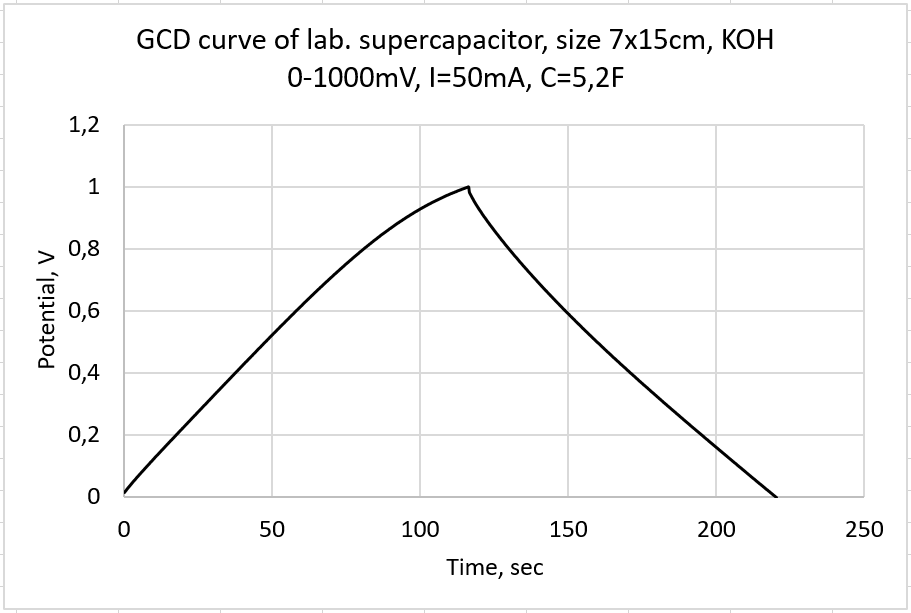 GCD curve of lab. supercapacitor, size 7x15cm, KOH
0-1000mV, I=50mA, C=5,2F
1,2
1
0,8
0,6
0,4
0,2
0
Potential, V
0 50 100 150 200 250
Time, sec